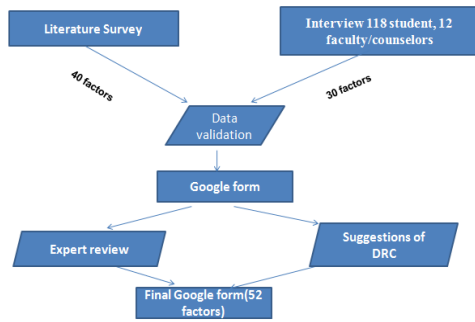 Literature Survey
Interview 118 student, 12
faculty/counselors
40 factors
30 factors
Data
validation
Google form
Expert review
Suggestions of
DRC
Final Google form(52
factors)